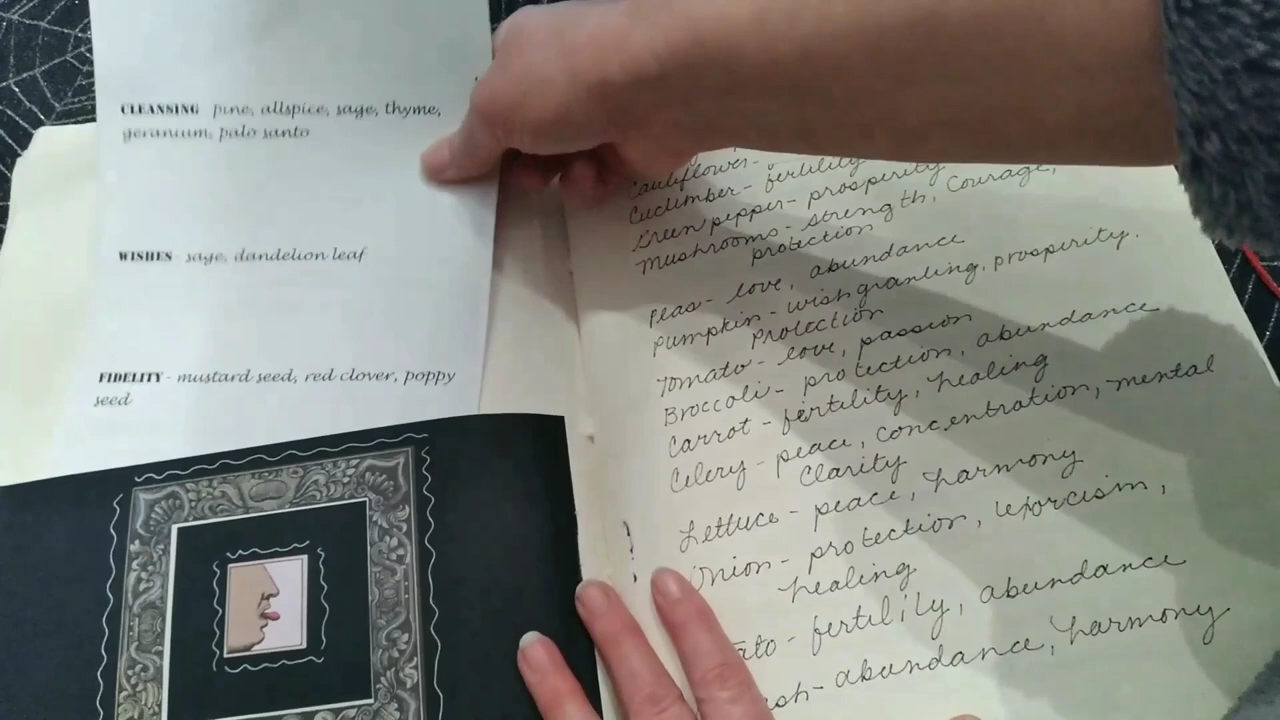 CLEANSING pine, allspice, sage, thyme,
geranium, palo santo
WISHES sage, dandelion leaf
FIDELITY - mustard seed, red clover, poppy
seed
Cauliflower-
Cucumber- fertility
Green pepper- prosperity
Mushrooms- strength, Courage,
protection
Peas- love, abundance
Pumpkin- wish granting, prosperity.
Protection
Tomato- love, passion
Broccoli- protection, abundance
Carrot- fertility, healing
Celery- peace, concentration, mental
Clarity
Lettuce- peace, harmony
Onion- protection, exorcism,
healing
ato- fertility, abundance
ash- abundance, harmony